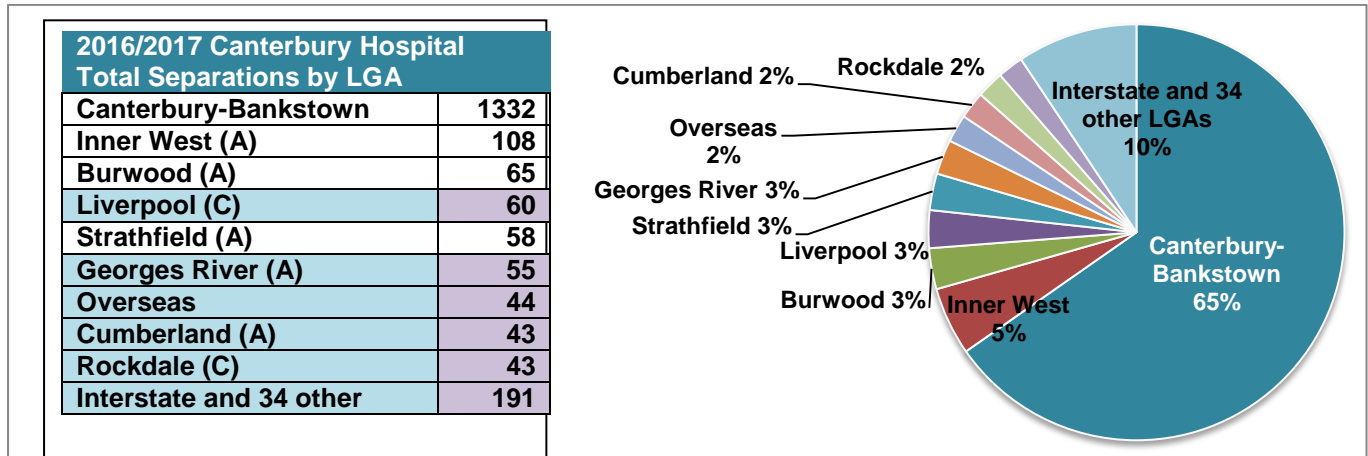 2016/2017 Canterbury Hospital
Total Separations by LGA
Canterbury-Bankstown 1332
Inner West (A) 108
Burwood (A) 65
Liverpool (C) 60
Strathfield (A) 58
Georges River (A) 55
Overseas 44
Cumberland (A) 43
Rockdale (C) 43
Interstate and 34 other 191
Cumberland 2%
Rockdale 2%
Overseas
2%
Georges River 3%
Strathfield 3%
Liverpool 3%
Burwood 3%
Inner West
5%
Interstate and 34
other LGAs
10%
Canterbury-
Bankstown
65%